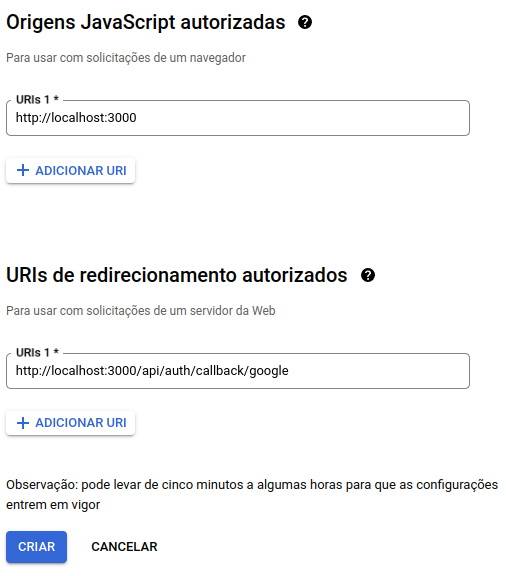 Origens JavaScript autorizadas ?
Para usar com solicitações de um navegador
URIs 1 *
http://localhost:3000
+ ADICIONAR URI
URIs de redirecionamento autorizados ?
Para usar com solicitações de um servidor da Web
URIs 1 *
http://localhost:3000/api/auth/callback/google
+ ADICIONAR URI
Observação: pode levar de cinco minutos a algumas horas para que as configurações
entrem em vigor
CRIAR CANCELAR